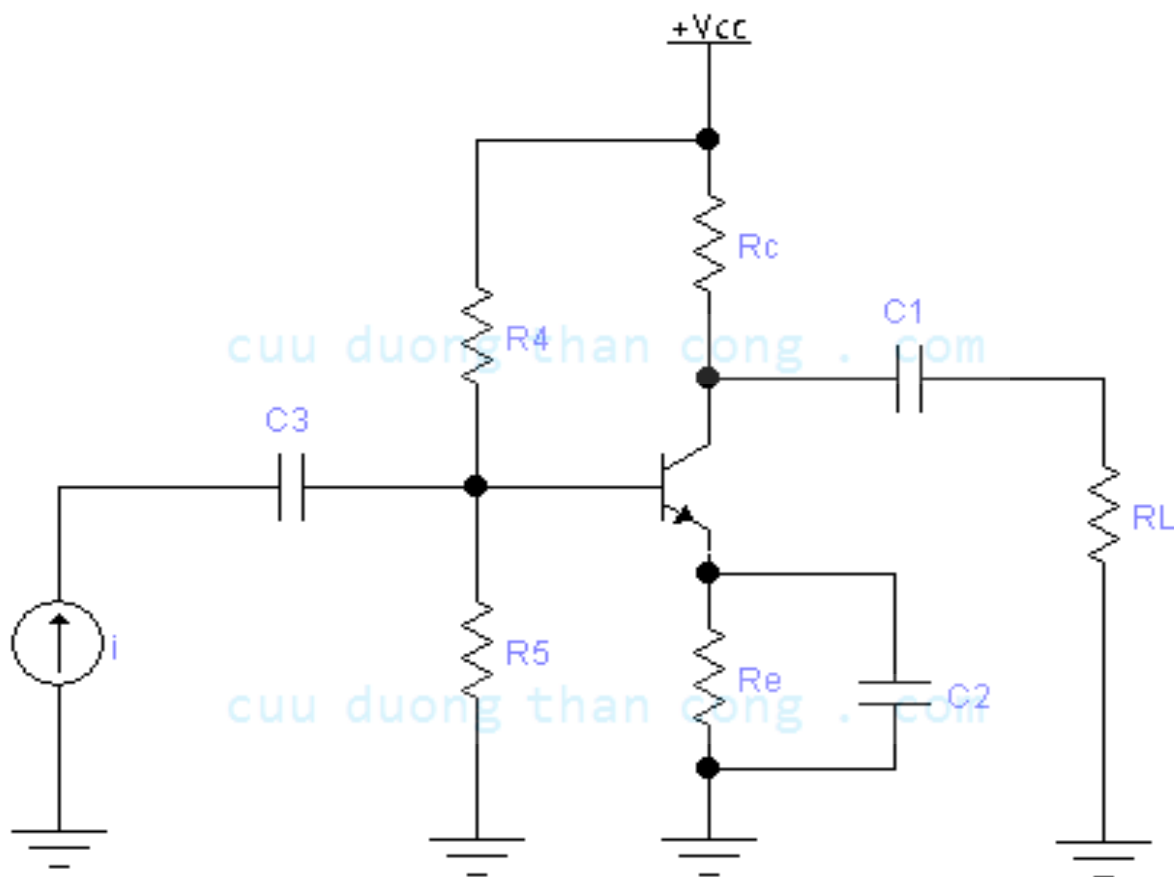 +Vcc
Rc
C1
R4
cuu duong than cong . com
C3
RL
i
R5
Re
C2
cuu duong than cong . com